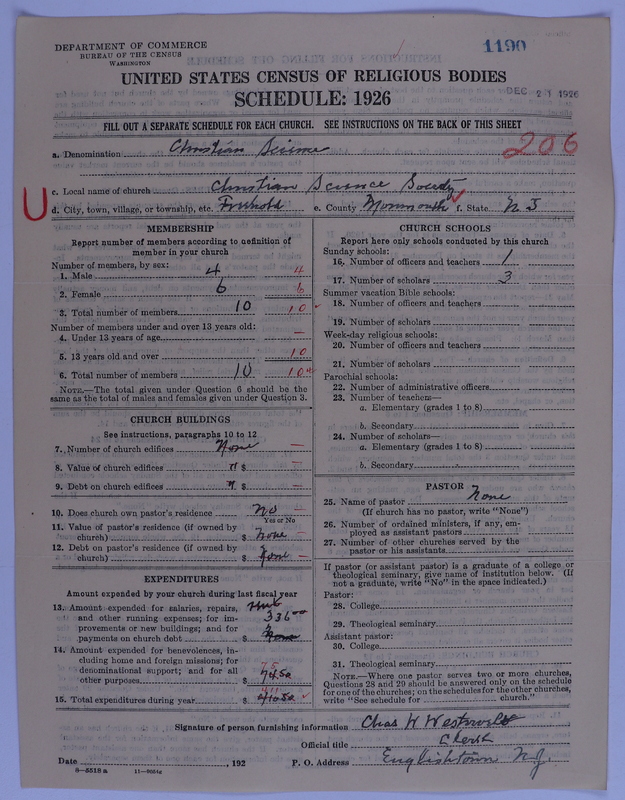 DEPARTMENT OF COMMERCE
BUREAU OF THE CENSUS
WASHINGTON
1190
UNITED STATES CENSUS OF RELIGIOUS BODIES
SCHEDULE: 1926
DEC 21 1926
FILL OUT A SEPARATE SCHEDULE FOR EACH CHURCH. SEE INSTRUCTIONS ON THE BACK OF THIS SHEET
206
a. Denomination Christian Science
U
c. Local name of church Christian Science Society
d. City, town, village, or township, etc. Freehold e. County Monmouth f. State N J
MEMBERSHIP
Report number of members according to definition of
member in your church
Number of members, by sex:
1. Male 4 4
2. Female 6 6
3. Total number of members 10 10
Number of members under and over 13 years old:
4. Under 13 years of age —
5. 13 years old and over 10
6. Total number of members 10 10
NOTE.—The total given under Question 6 should be the
same as the total of males and females given under Question 3.
CHURCH BUILDINGS
See instructions, paragraphs 10 to 12
7. Number of church edifices None —
8. Value of church edifices " $ —
9. Debt on church edifices " $ —
10. Does church own pastor's residence No —
Yes or No
11. Value of pastor's residence (if owned by
church) $ None —
12. Debt on pastor's residence (if owned by
church) $ None —
EXPENDITURES
Amount expended by your church during last fiscal year
13. Amount expended for salaries, repairs,
and other running expenses; for im-
provements or new buildings; and for
payments on church debt $ 336 00
14. Amount expended for benevolences, in-
cluding home and foreign missions; for
denominational support; and for all
other purposes $ 74 50 75
15. Total expenditures during year $ 410 50 411
CHURCH SCHOOLS
Report here only schools conducted by this church
Sunday schools:
16. Number of officers and teachers 1
17. Number of scholars 3
Summer vacation Bible schools:
18. Number of officers and teachers
19. Number of scholars
Week-day religious schools:
20. Number of officers and teachers
21. Number of scholars
Parochial schools:
22. Number of administrative officers
23. Number of teachers—
a. Elementary (grades 1 to 8)
b. Secondary
24. Number of scholars—
a. Elementary (grades 1 to 8)
b. Secondary
PASTOR
25. Name of pastor None
(If church has no pastor, write "None")
26. Number of ordained ministers, if any, em-
ployed as assistant pastors
27. Number of other churches served by the
pastor or his assistants
If pastor (or assistant pastor) is a graduate of a college or
theological seminary, give name of institution below. (If
not a graduate, write "No" in the space indicated.)
Pastor:
28. College
29. Theological seminary
Assistant pastor:
30. College
31. Theological seminary
NOTE.—Where one pastor serves two or more churches,
Questions 28 and 29 should be answered only on the schedule
for one of the churches; on the schedules for the other churches,
write "See schedule for church."
Signature of person furnishing information Chas W
Official title Clerk
Date , 192 P. O. Address Englishtown N.J.
8—5518 a 11—9054a